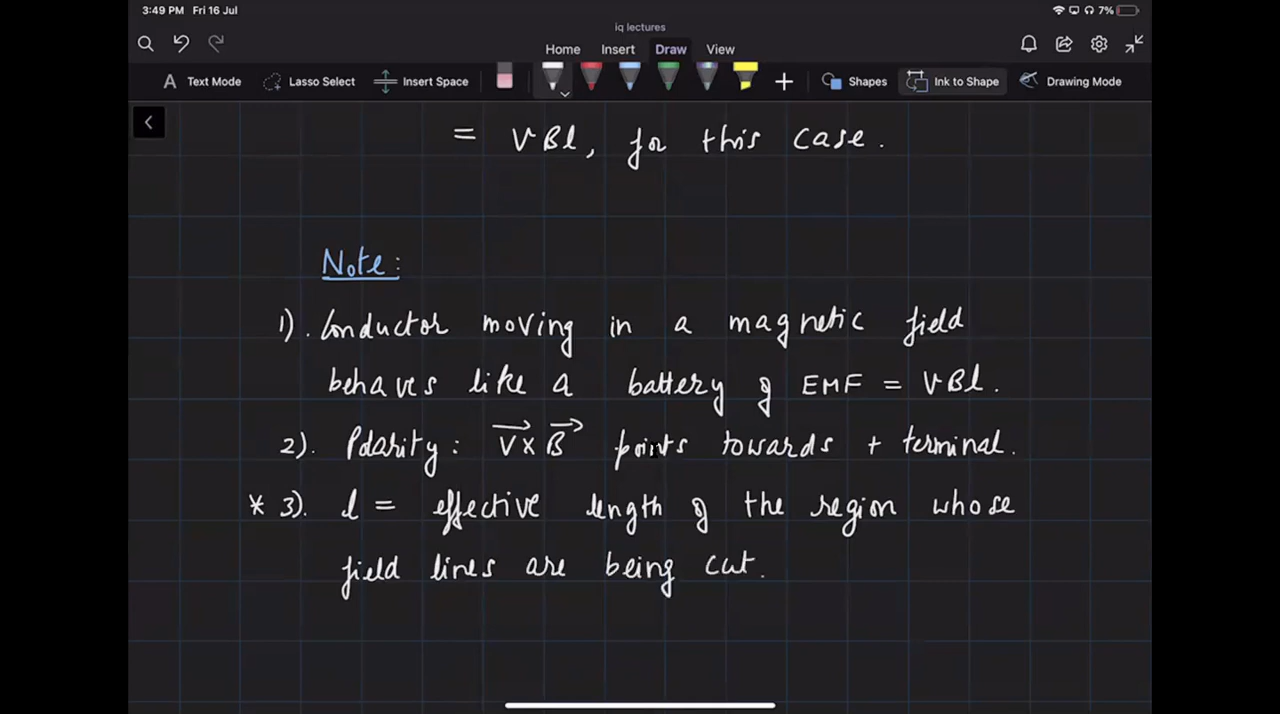 3:49 PM Fri 16 Jul
7%
iq lectures
Home Insert Draw View
Text Mode Lasso Select Insert Space Shapes Ink to Shape Drawing Mode
= VBl, for this case.
Note:
1). Conductor moving in a magnetic field
behaves like a battery of EMF = VBl.
2). Polarity: V⃗ x B⃗ points towards + terminal.
* 3). l = effective length of the region whose
field lines are being cut.